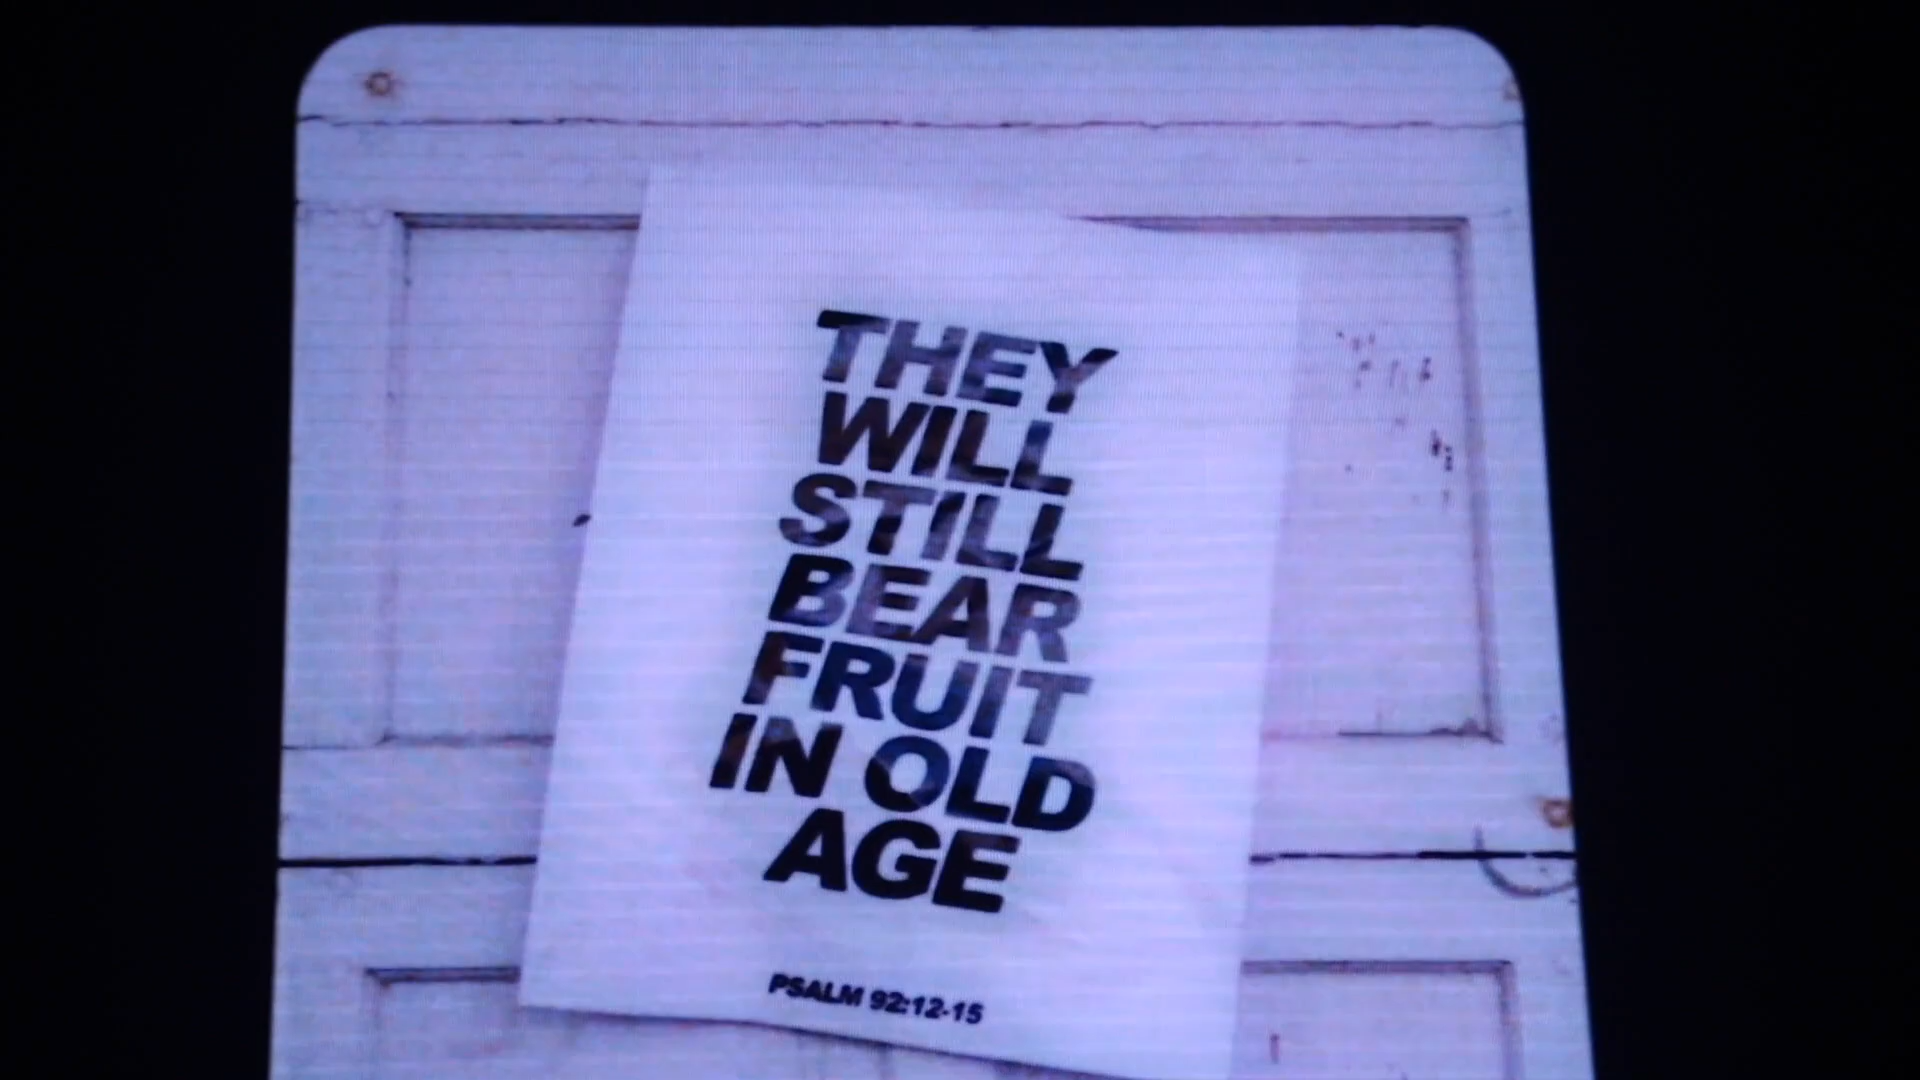 THEY
WILL
STILL
BEAR
FRUIT
IN OLD
AGE
PSALM 92:12-15